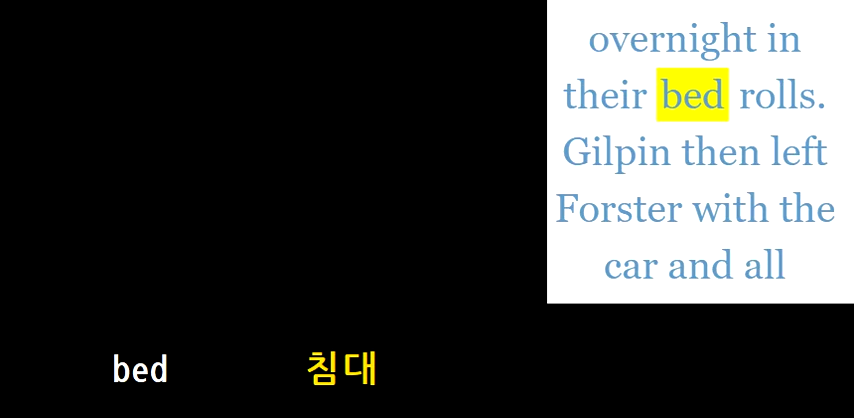 overnight in
their bed rolls.
Gilpin then left
Forster with the
car and all
bed 침대